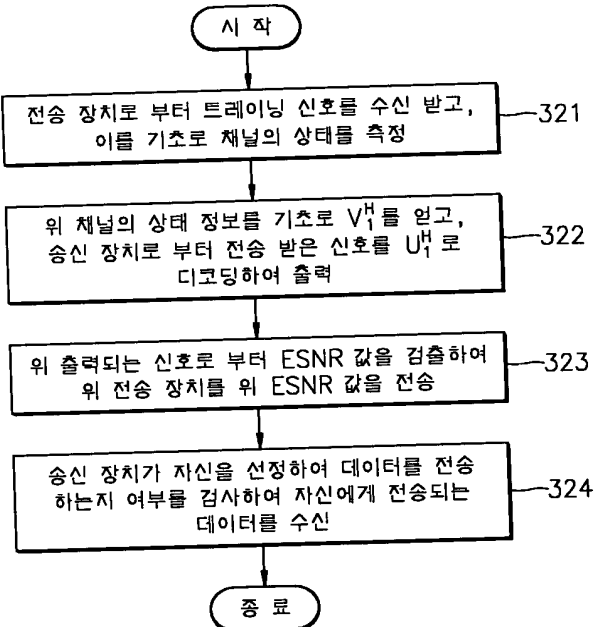 시 작
전송 장치로 부터 트레이닝 신호를 수신 받고,
이를 기초로 채널의 상태를 측정
321
위 채널의 상태 정보를 기초로 V₁ᴴ를 얻고,
송신 장치로 부터 전송 받은 신호를 U₁ᴴ로
디코딩하여 출력
322
위 출력되는 신호로 부터 ESNR 값을 검출하여
위 전송 장치를 위 ESNR 값을 전송
323
송신 장치가 자신을 선정하여 데이터를 전송
하는지 여부를 검사하여 자신에게 전송되는
데이터를 수신
324
종 료